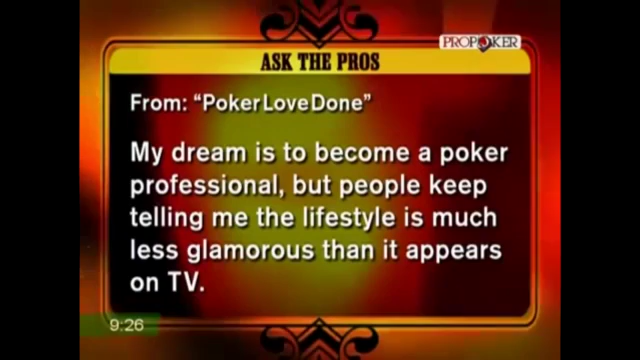 PROPOKER
ASK THE PROS
From: “PokerLoveDone”
My dream is to become a poker
professional, but people keep
telling me the lifestyle is much
less glamorous than it appears
on TV.
9:26